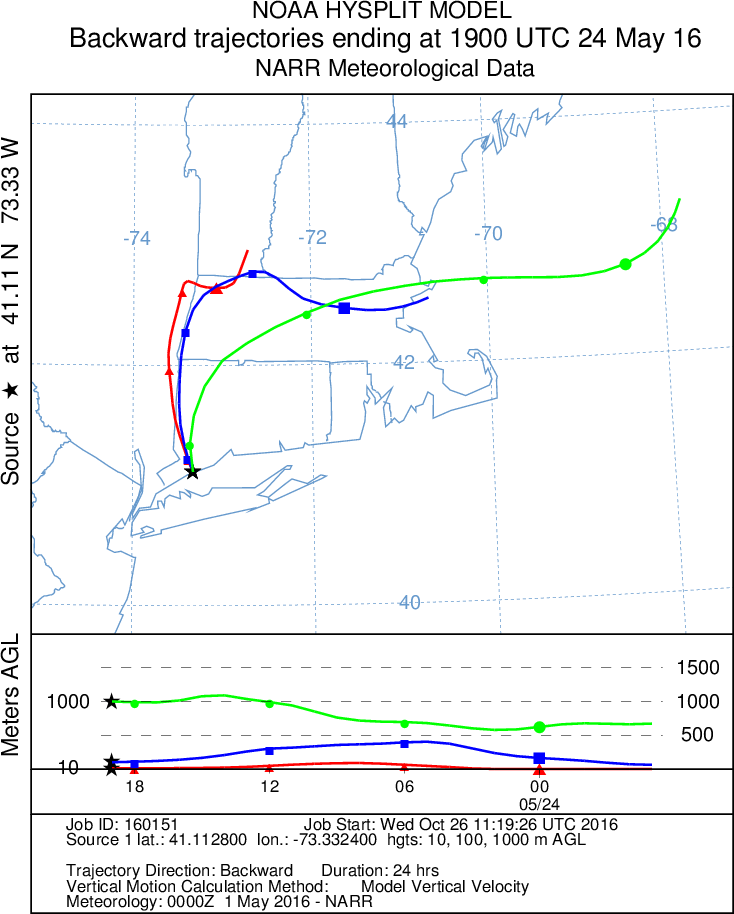 NOAA HYSPLIT MODEL
Backward trajectories ending at 1900 UTC 24 May 16
NARR Meteorological Data
Source ★ at 41.11 N 73.33 W
44
-74
-72
-70
-68
42
40
Meters AGL
1500
1000
1000
500
10
18
12
06
00
05/24
Job ID: 160151 Job Start: Wed Oct 26 11:19:26 UTC 2016
Source 1 lat.: 41.112800 lon.: -73.332400 hgts: 10, 100, 1000 m AGL
Trajectory Direction: Backward Duration: 24 hrs
Vertical Motion Calculation Method: Model Vertical Velocity
Meteorology: 0000Z 1 May 2016 - NARR